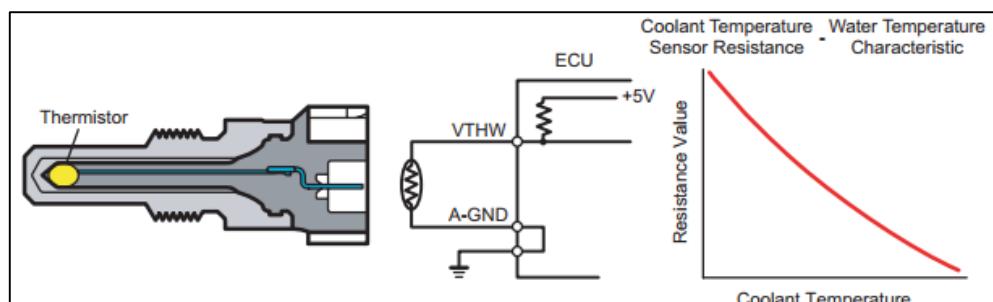 Thermistor
ECU
+5V
VTHW
A-GND
Coolant Temperature - Water Temperature
Sensor Resistance Characteristic
Resistance Value
Coolant Temperature